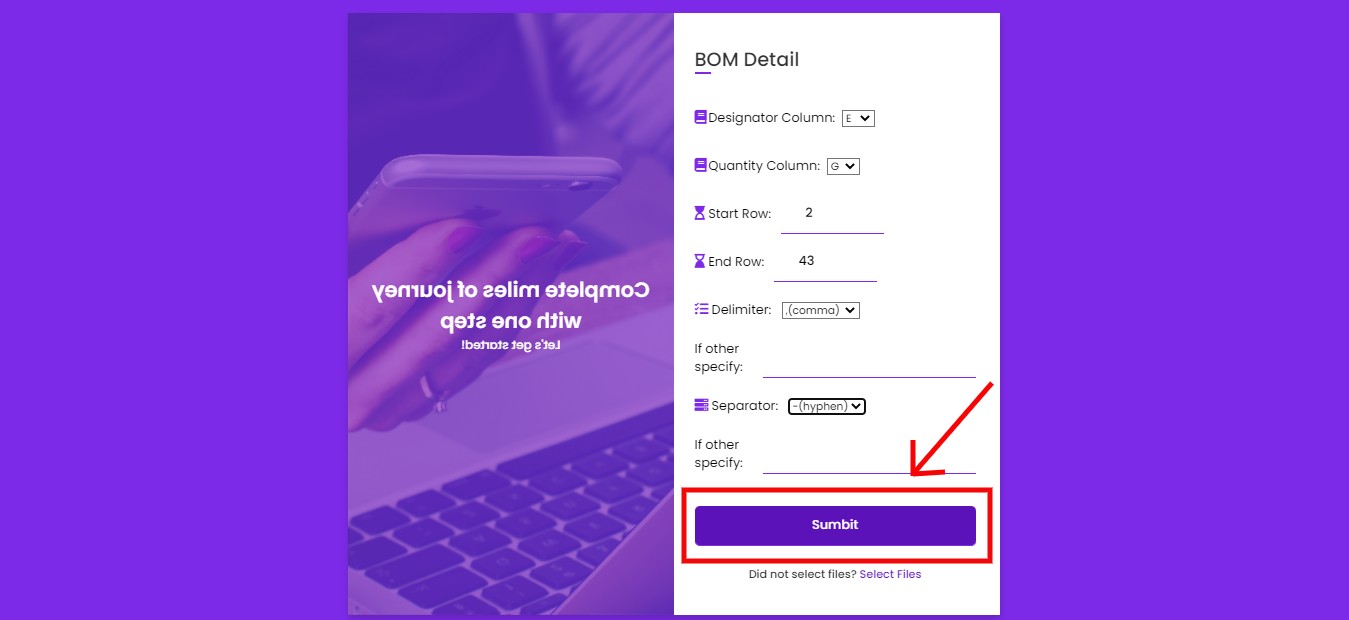 Complete miles of journey
with one step
Let's get started!
BOM Detail
Designator Column: E
Quantity Column: G
Start Row: 2
End Row: 43
Delimiter: ,(comma)
If other
specify:
Separator: -(hyphen)
If other
specify:
Sumbit
Did not select files? Select Files